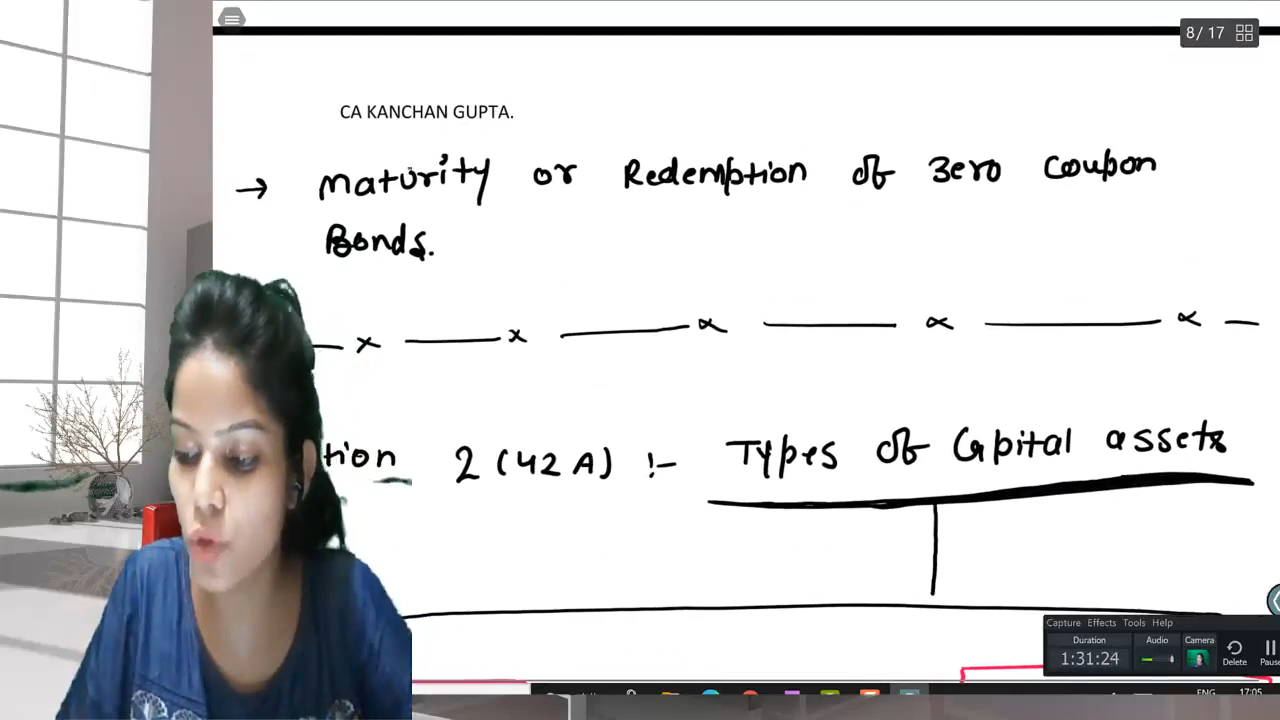 8/ 17
CA KANCHAN GUPTA.
→ Maturity or Redemption of Zero Coupon
Bonds.
tion 2 (42 A) :- Types of Capital assets
Capture Effects Tools Help
Duration Audio Camera
1:31:24 Delete Pause
ENG
17:05